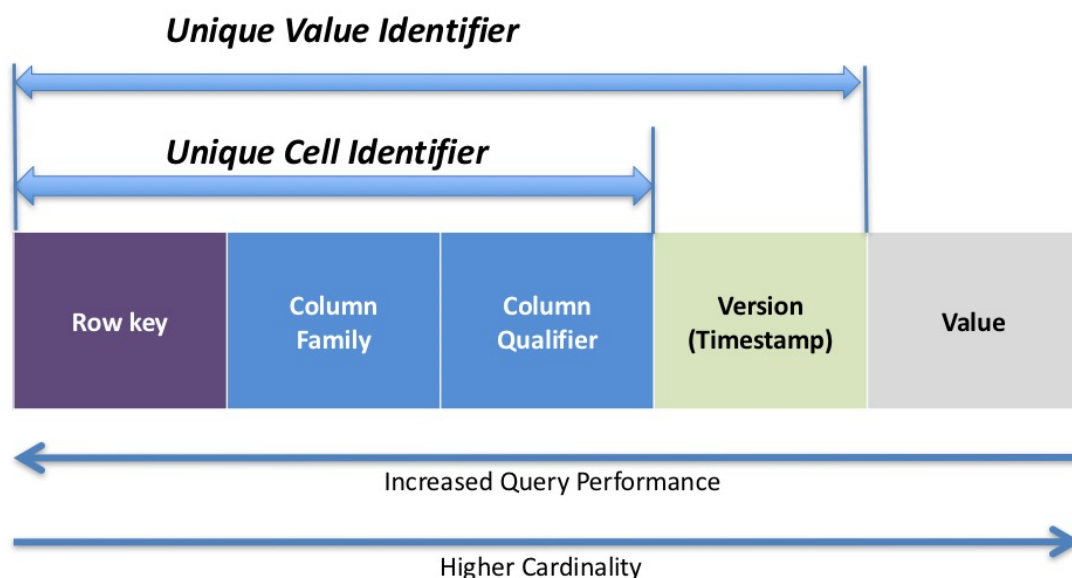 Unique Value Identifier
Unique Cell Identifier
Row key
Column
Family
Column
Qualifier
Version
(Timestamp)
Value
Increased Query Performance
Higher Cardinality